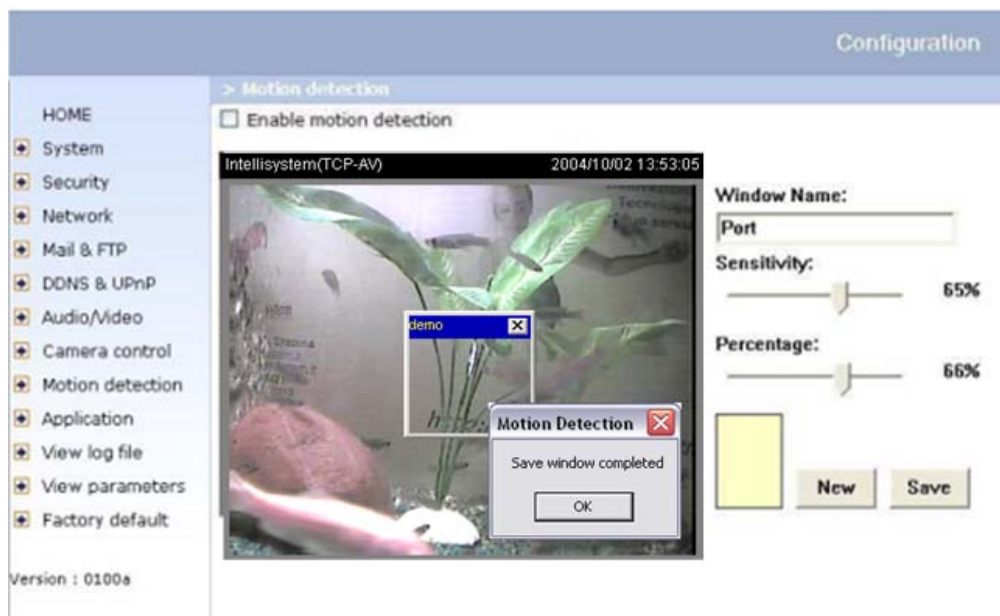 Configuration
> Motion detection
HOME
System
Security
Network
Mail & FTP
DDNS & UPnP
Audio/Video
Camera control
Motion detection
Application
View log file
View parameters
Factory default
Version : 0100a
Enable motion detection
Intellisystem(TCP-AV) 2004/10/02 13:53:05
demo
Motion Detection
Save window completed
OK
Window Name:
Port
Sensitivity:
65%
Percentage:
66%
New Save